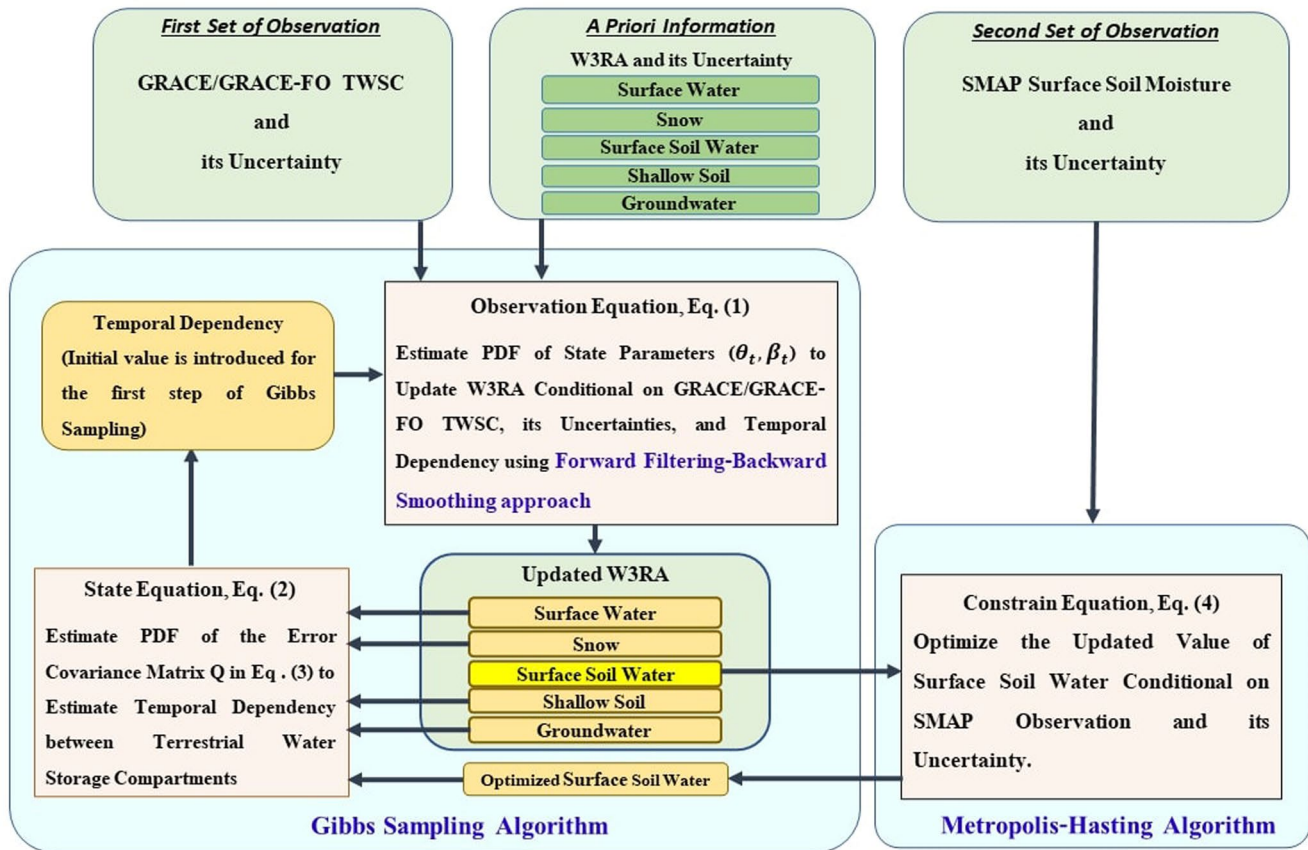 First Set of Observation
GRACE/GRACE-FO TWSC
and
its Uncertainty
A Priori Information
W3RA and its Uncertainty
Surface Water
Snow
Surface Soil Water
Shallow Soil
Groundwater
Second Set of Observation
SMAP Surface Soil Moisture
and
its Uncertainty
Temporal Dependency
(Initial value is introduced for
the first step of Gibbs
Sampling)
Observation Equation, Eq. (1)
Estimate PDF of State Parameters (θ_t, β_t) to
Update W3RA Conditional on GRACE/GRACE-
FO TWSC, its Uncertainties, and Temporal
Dependency using Forward Filtering-Backward
Smoothing approach
State Equation, Eq. (2)
Estimate PDF of the Error
Covariance Matrix Q in Eq . (3) to
Estimate Temporal Dependency
between Terrestrial Water
Storage Compartments
Updated W3RA
Surface Water
Snow
Surface Soil Water
Shallow Soil
Groundwater
Optimized Surface Soil Water
Constrain Equation, Eq. (4)
Optimize the Updated Value of
Surface Soil Water Conditional on
SMAP Observation and its
Uncertainty.
Gibbs Sampling Algorithm
Metropolis-Hasting Algorithm